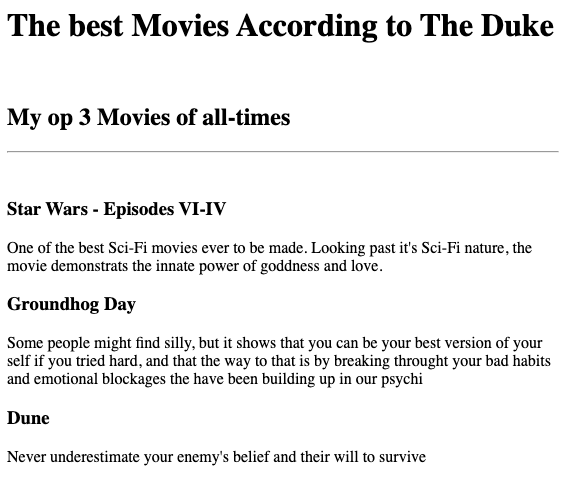 The best Movies According to The Duke
My op 3 Movies of all-times
Star Wars - Episodes VI-IV
One of the best Sci-Fi movies ever to be made. Looking past it's Sci-Fi nature, the
movie demonstrats the innate power of goddness and love.
Groundhog Day
Some people might find silly, but it shows that you can be your best version of your
self if you tried hard, and that the way to that is by breaking throught your bad habits
and emotional blockages the have been building up in our psychi
Dune
Never underestimate your enemy's belief and their will to survive